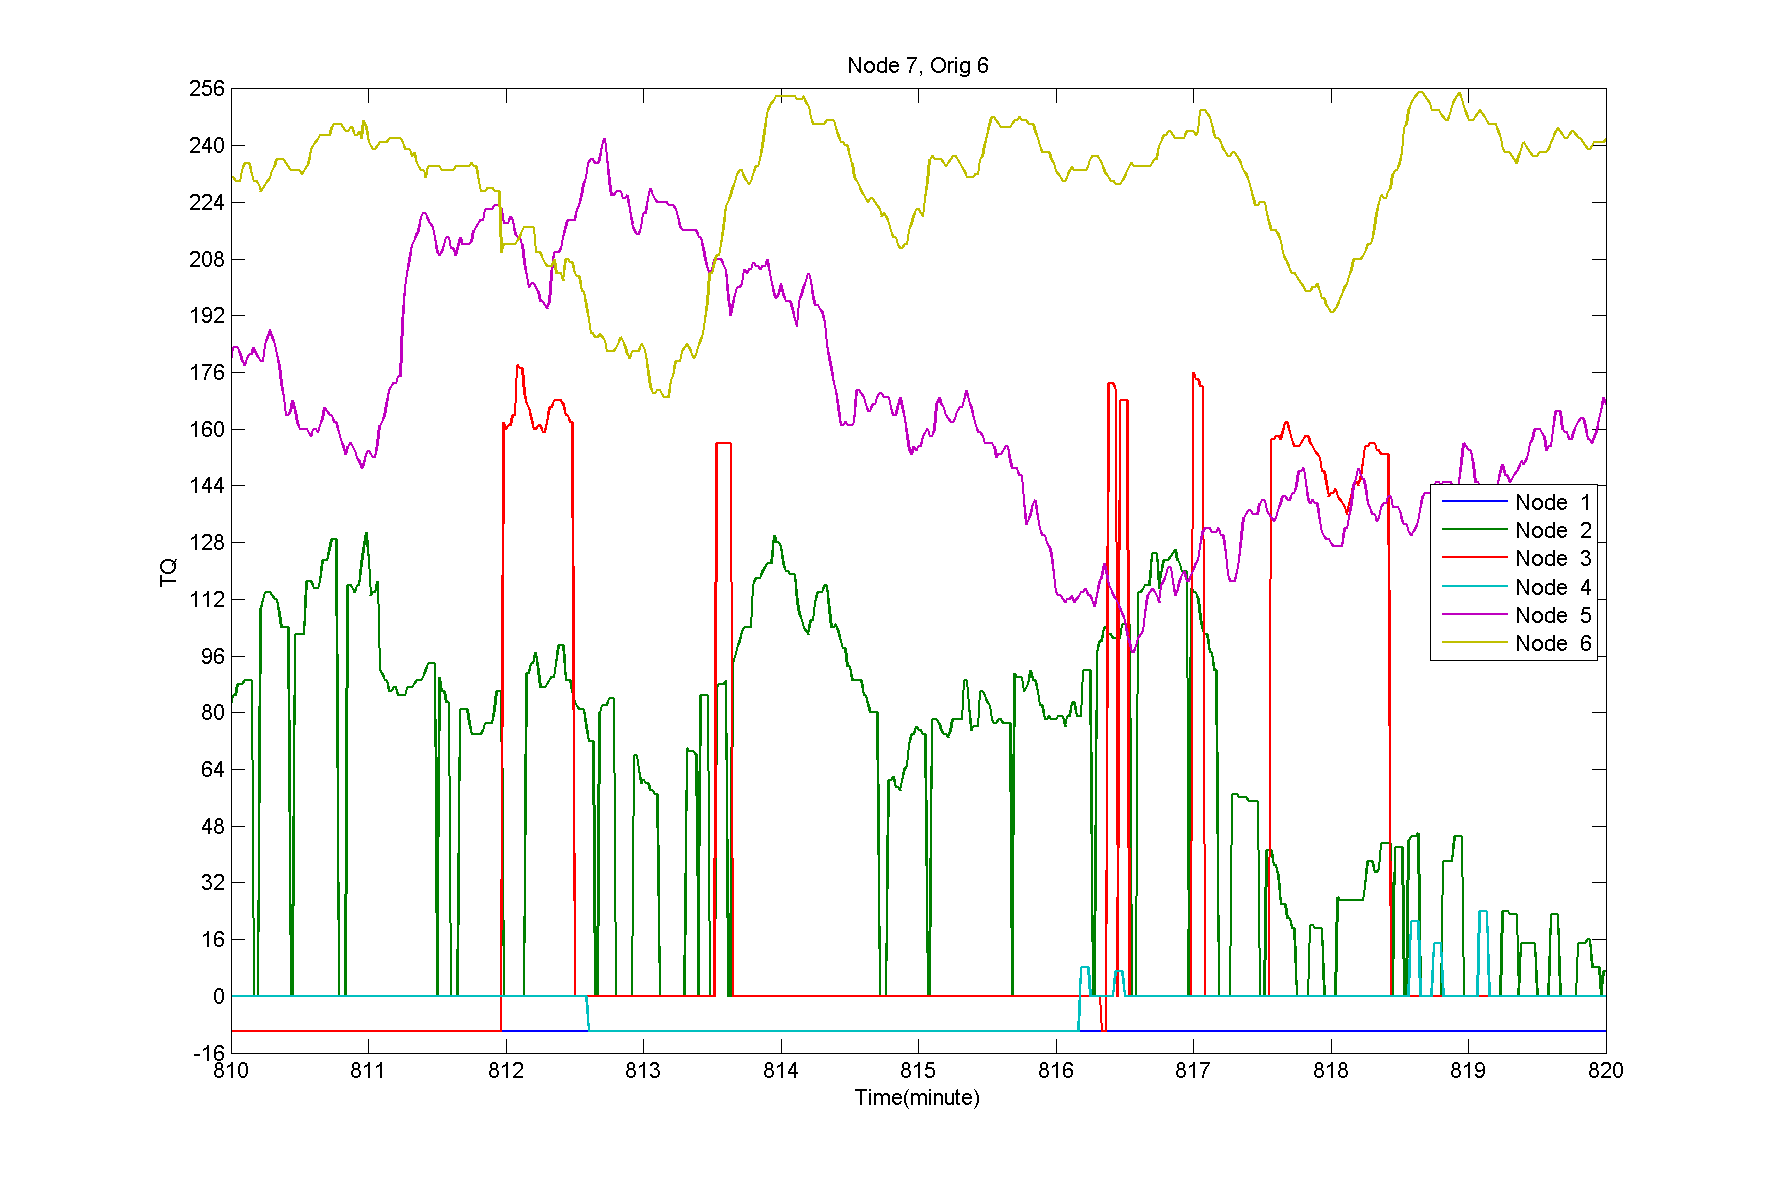 Node 7, Orig 6
256
240
224
208
192
176
160
144
128
112
96
80
64
48
32
16
0
-16
TQ
810 811 812 813 814 815 816 817 818 819 820
Time(minute)
Node 1
Node 2
Node 3
Node 4
Node 5
Node 6